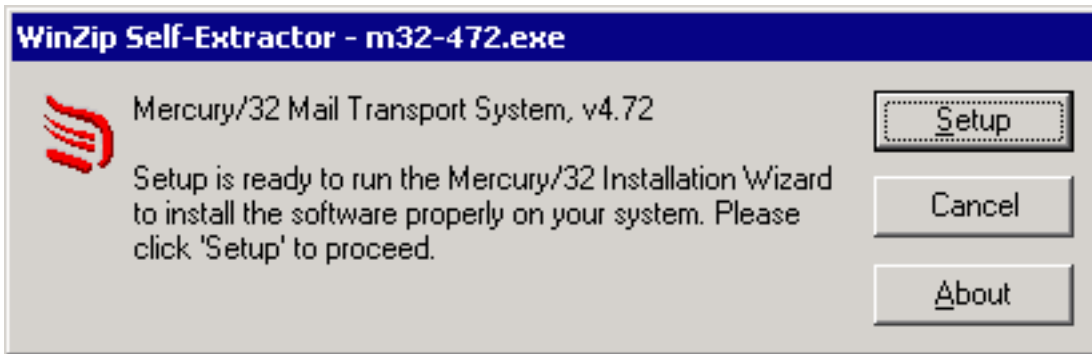 WinZip Self-Extractor - m32-472.exe
Mercury/32 Mail Transport System, v4.72
Setup
Setup is ready to run the Mercury/32 Installation Wizard
to install the software properly on your system. Please
click 'Setup' to proceed.
Cancel
About